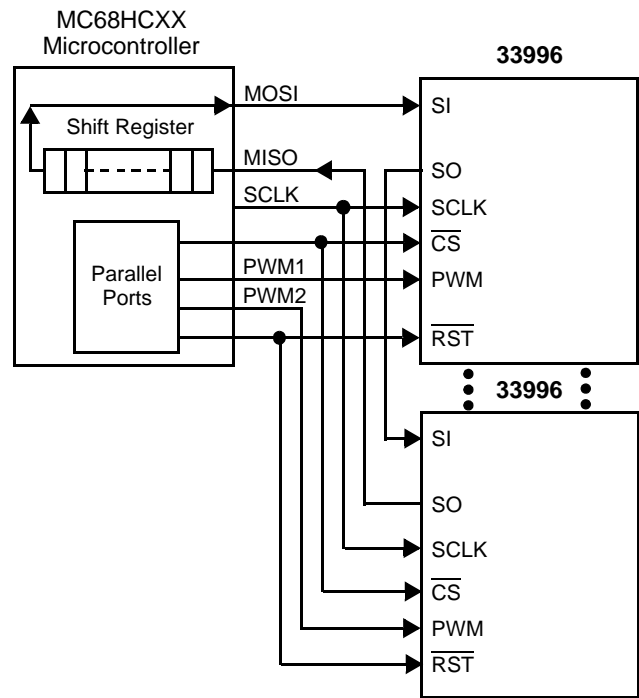 MC68HCXX
Microcontroller
33996
MOSI
SI
Shift Register
MISO
SO
SCLK
SCLK
CS
Parallel
Ports
PWM1
PWM
PWM2
RST
33996
SI
SO
SCLK
CS
PWM
RST